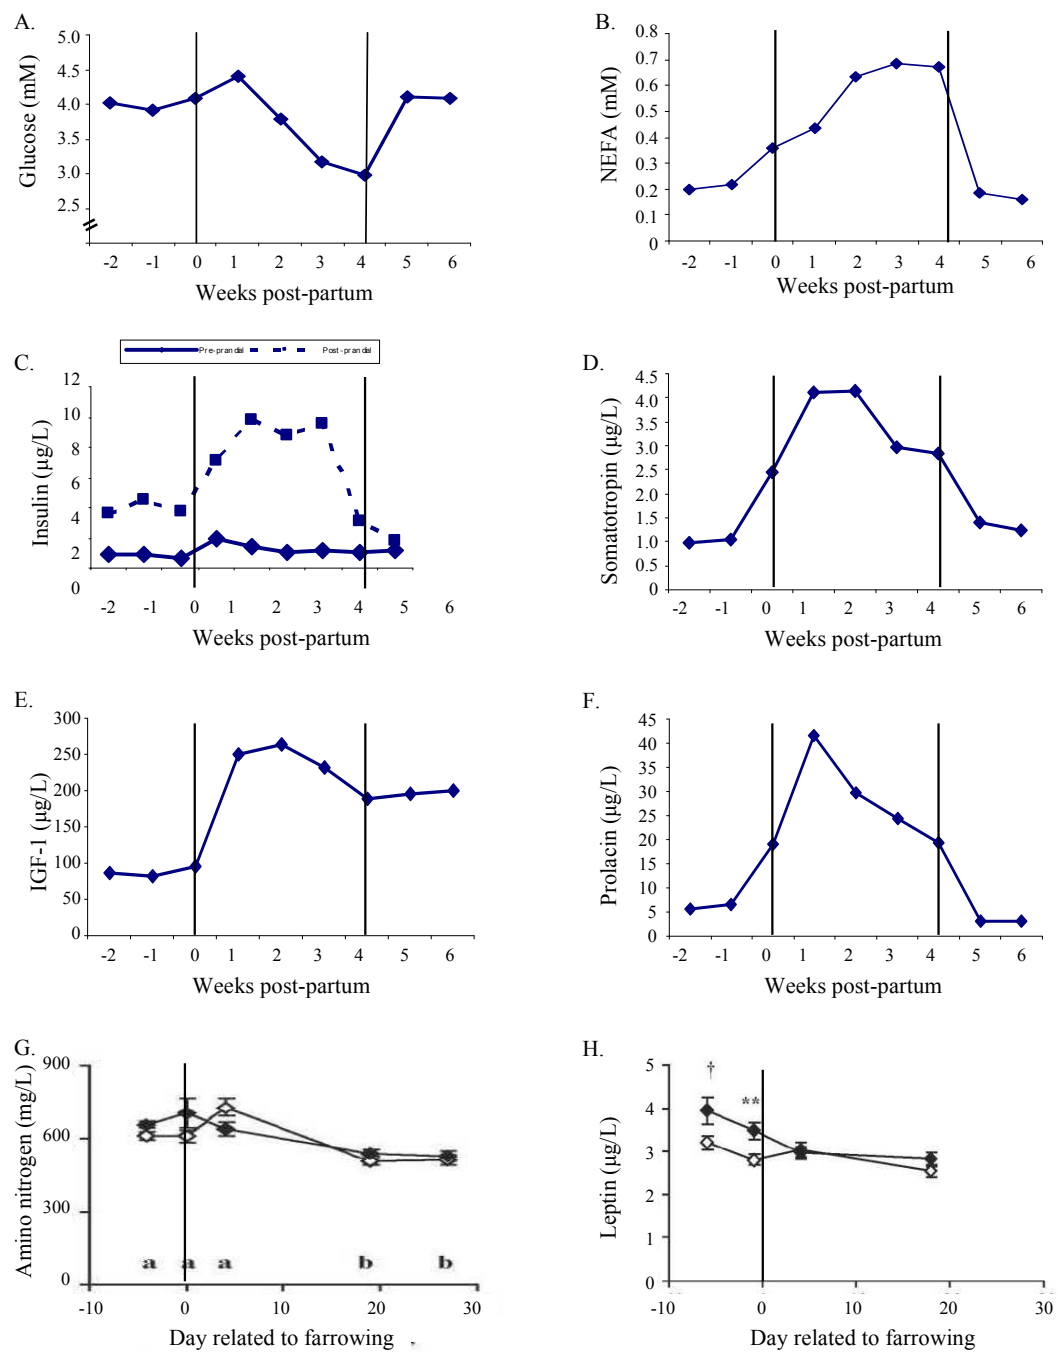 A.
Glucose (mM)
5.0
4.5
4.0
3.5
3.0
2.5
-2 -1 0 1 2 3 4 5 6
Weeks post-partum
B.
NEFA (mM)
0.8
0.7
0.6
0.5
0.4
0.3
0.2
0.1
0
-2 -1 0 1 2 3 4 5 6
Weeks post-partum
Pre-prandial Post-prandial
C.
Insulin (µg/L)
12
10
8
6
4
2
0
-2 -1 0 1 2 3 4 5 6
Weeks post-partum
D.
Somatotropin (µg/L)
4.5
4.0
3.5
3.0
2.5
2.0
1.5
1.0
0.5
0
-2 -1 0 1 2 3 4 5 6
Weeks post-partum
E.
IGF-1 (µg/L)
300
250
200
150
100
50
0
-2 -1 0 1 2 3 4 5 6
Weeks post-partum
F.
Prolacin (µg/L)
45
40
35
30
25
20
15
10
5
0
-2 -1 0 1 2 3 4 5 6
Weeks post-partum
G.
Amino nitrogen (mg/L)
900
600
300
0
a a a b b
-10 0 10 20 30
Day related to farrowing
H.
Leptin (µg/L)
5
4
3
2
1
0
†
**
-10 0 10 20 30
Day related to farrowing